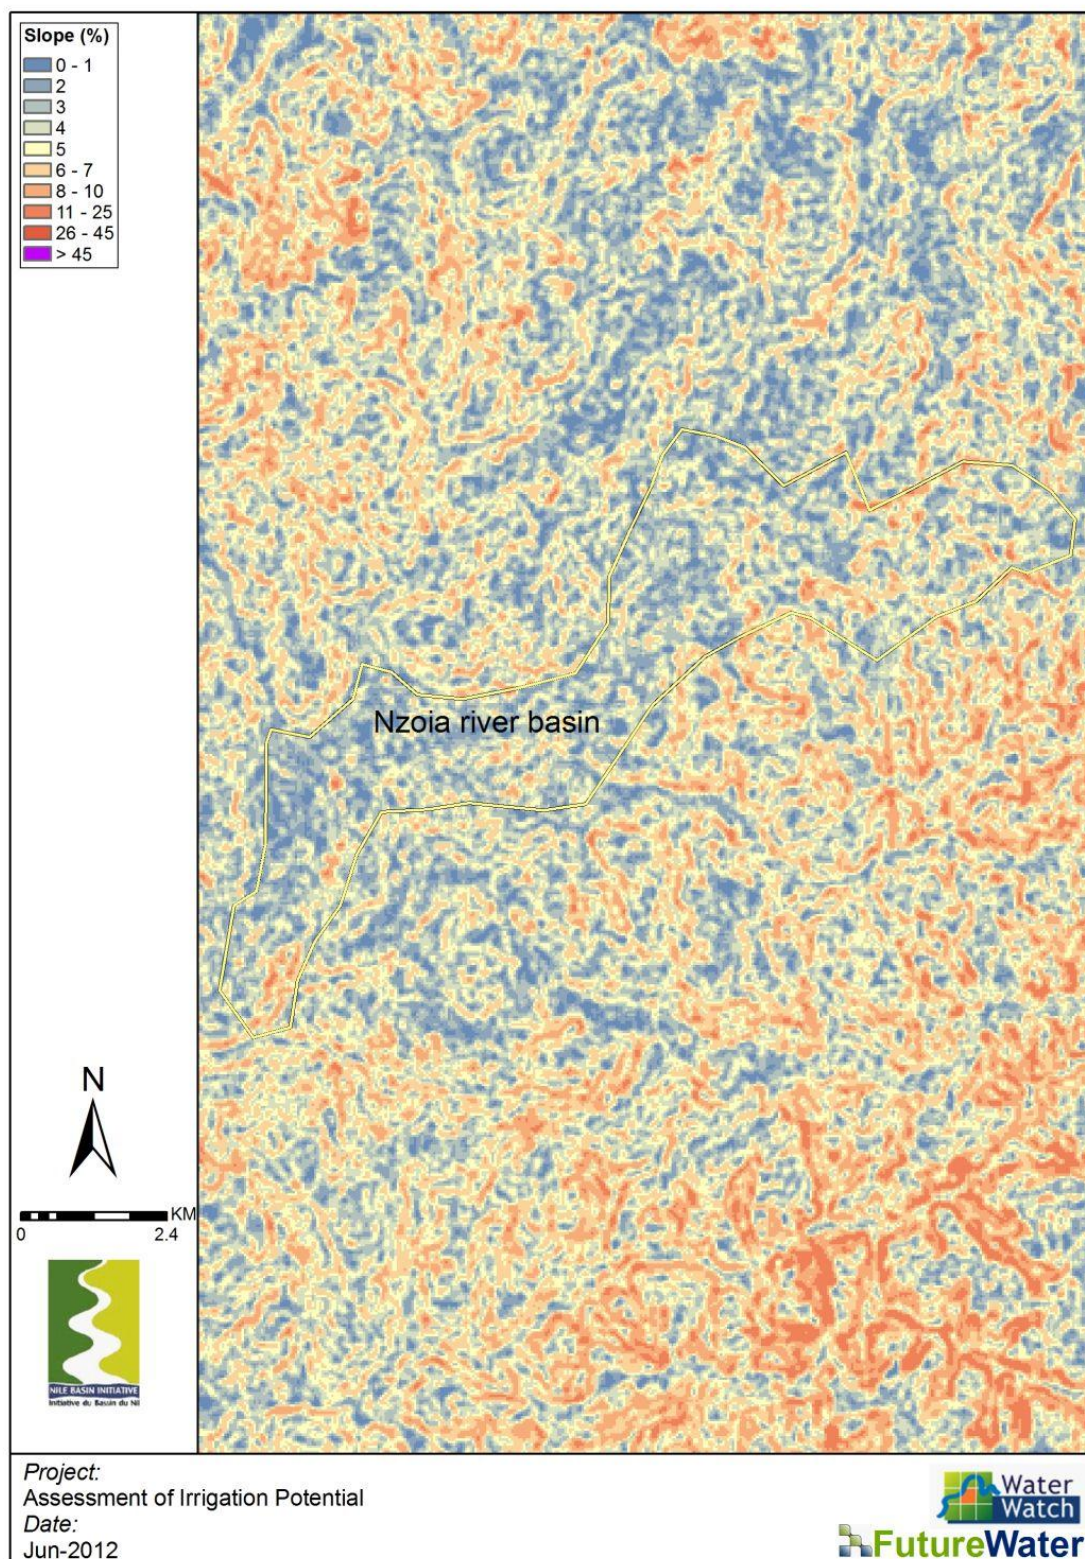 Slope (%)
0 - 1
2
3
4
5
6 - 7
8 - 10
11 - 25
26 - 45
> 45
Nzoia river basin
N
KM
0 2.4
NILE BASIN INITIATIVE
Initiative du Bassin du Nil
Project:
Assessment of Irrigation Potential
Date:
Jun-2012
Water
Watch
FutureWater